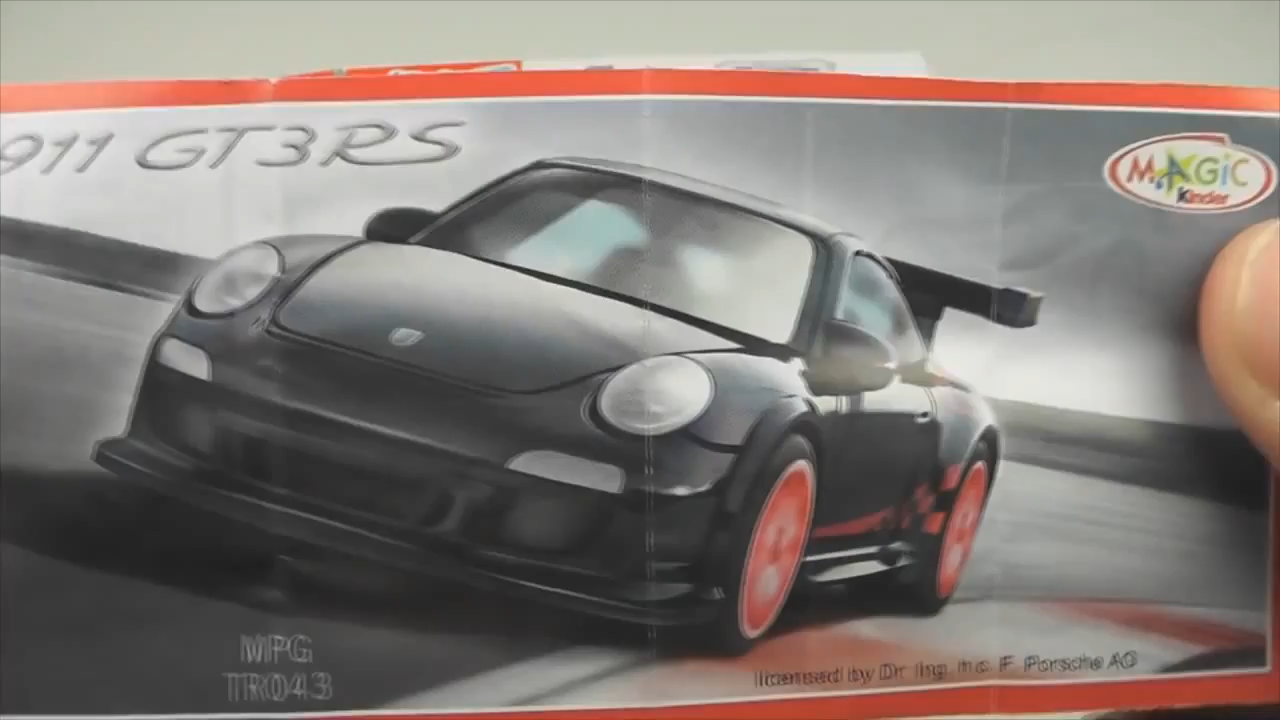 911 GT3RS
MAGiC
Kinder
MPG
TR043
licensed by Dr. Ing. h.c. F. Porsche AG